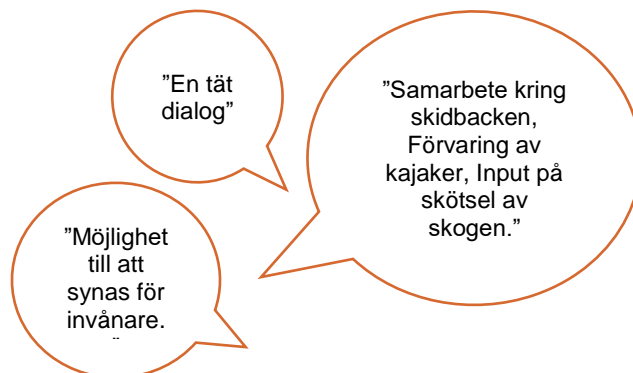 ”En tät
dialog”
”Samarbete kring
skidbacken,
Förvaring av
kajaker, Input på
skötsel av
skogen.”
”Möjlighet
till att
synas för
invånare.
”